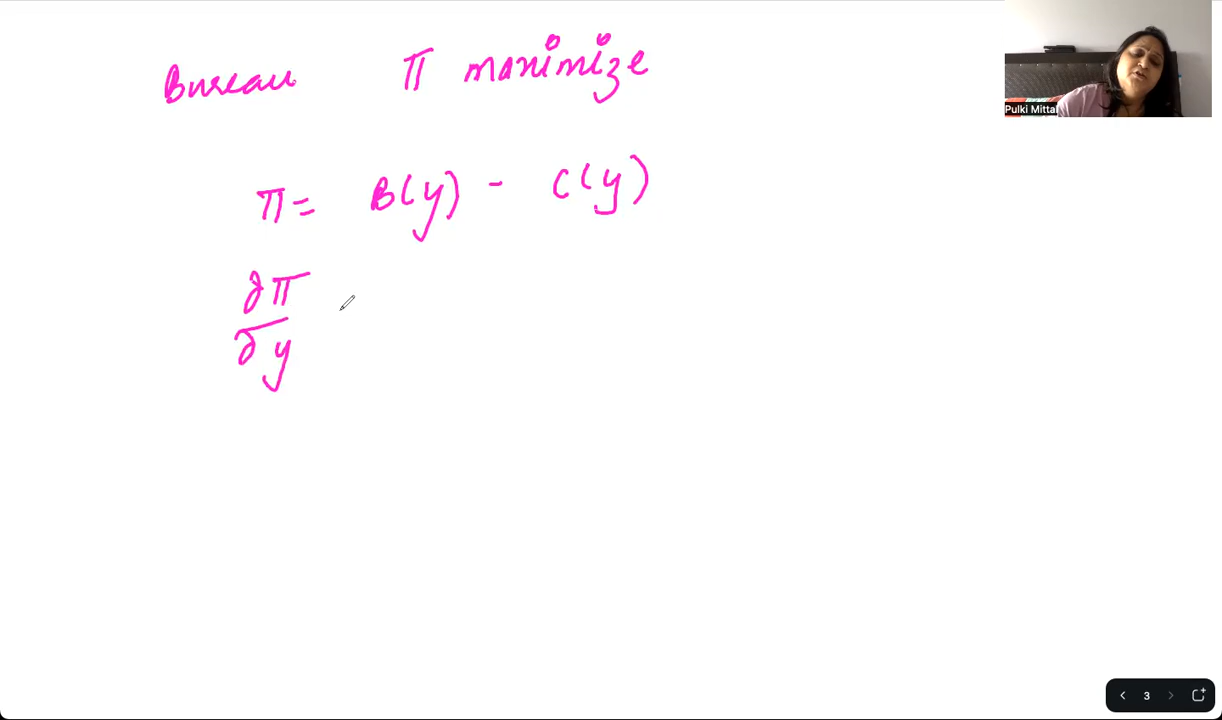 Bureau π maximize
Pulki Mittal
π = B(y) - C(y)
∂π
∂y
3